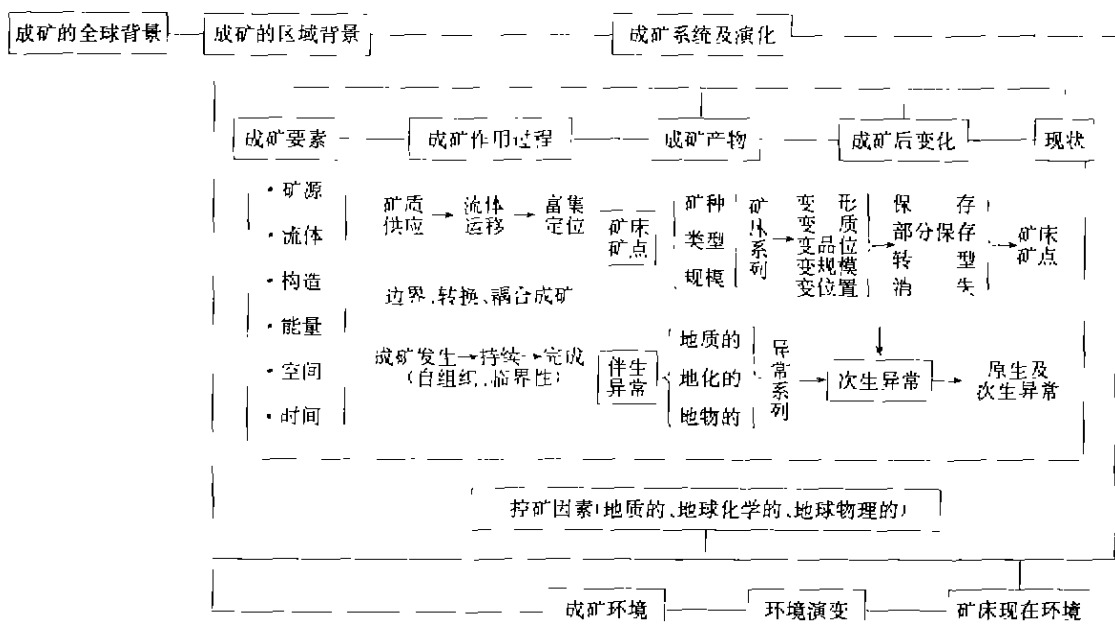 成矿的全球背景 成矿的区域背景 成矿系统及演化
成矿要素 成矿作用过程 成矿产物 成矿后变化 现状
·矿源
·流体
·构造
·能量
·空间
·时间
矿质供应 流体运移 富集定位
边界、转换、耦合成矿
成矿发生 持续 完成
(自组织、临界性)
矿床
矿点
矿种
类型
规模
矿床系列
变形
变质
变品位
变规模
变位置
保存
部分保存
转型
消失
矿床
矿点
伴生
异常
地质的
地化的
地物的
异常系列
次生异常
原生及
次生异常
控矿因素(地质的、地球化学的、地球物理的)
成矿环境 环境演变 矿床现在环境